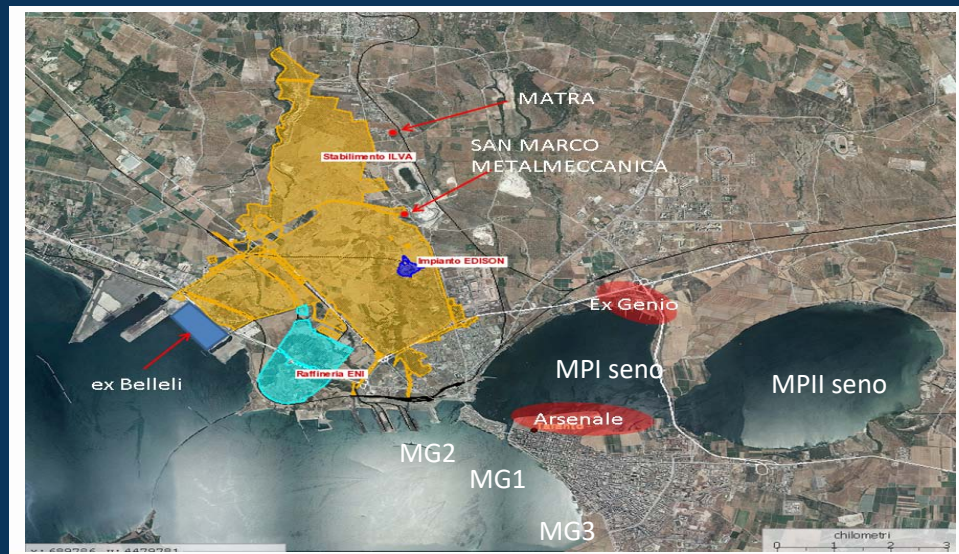 MATRA
Stabilimento ILVA
SAN MARCO
METALMECCANICA
Impianto EDISON
Ex Genio
MPI seno
MPII seno
ex Belleli
Raffineria ENI
Arsenale
Taranto
MG2
MG1
MG3
chilometri
0 1 2 3